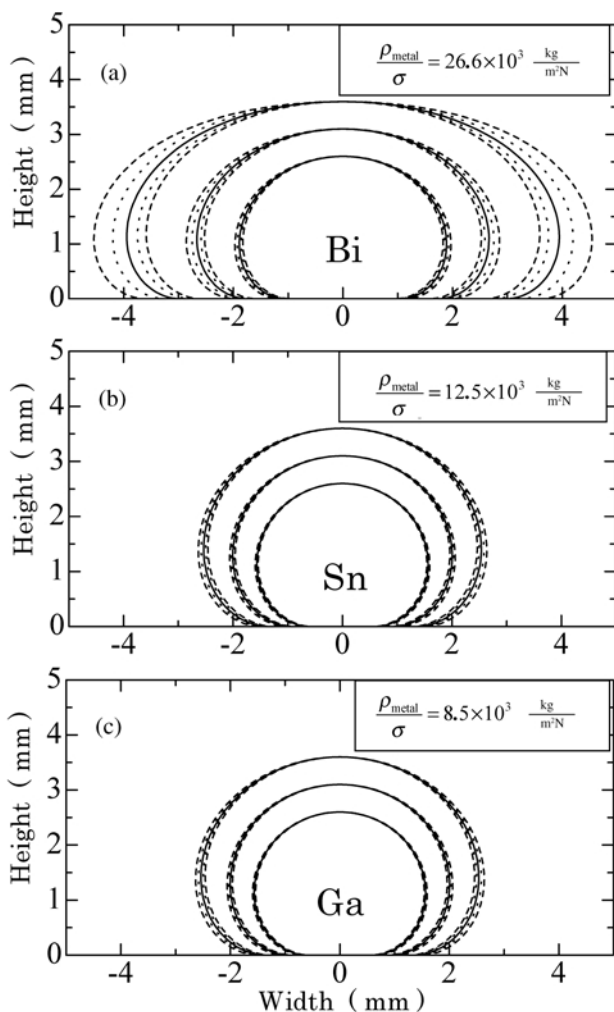 5
4
3
2
1
0
Height (mm)
(a)
ρmetal/σ = 26.6×10³ kg/m²N
Bi
-4 -2 0 2 4
5
4
3
2
1
0
Height (mm)
(b)
ρmetal/σ = 12.5×10³ kg/m²N
Sn
-4 -2 0 2 4
5
4
3
2
1
0
Height (mm)
(c)
ρmetal/σ = 8.5×10³ kg/m²N
Ga
-4 -2 0 2 4
Width (mm)